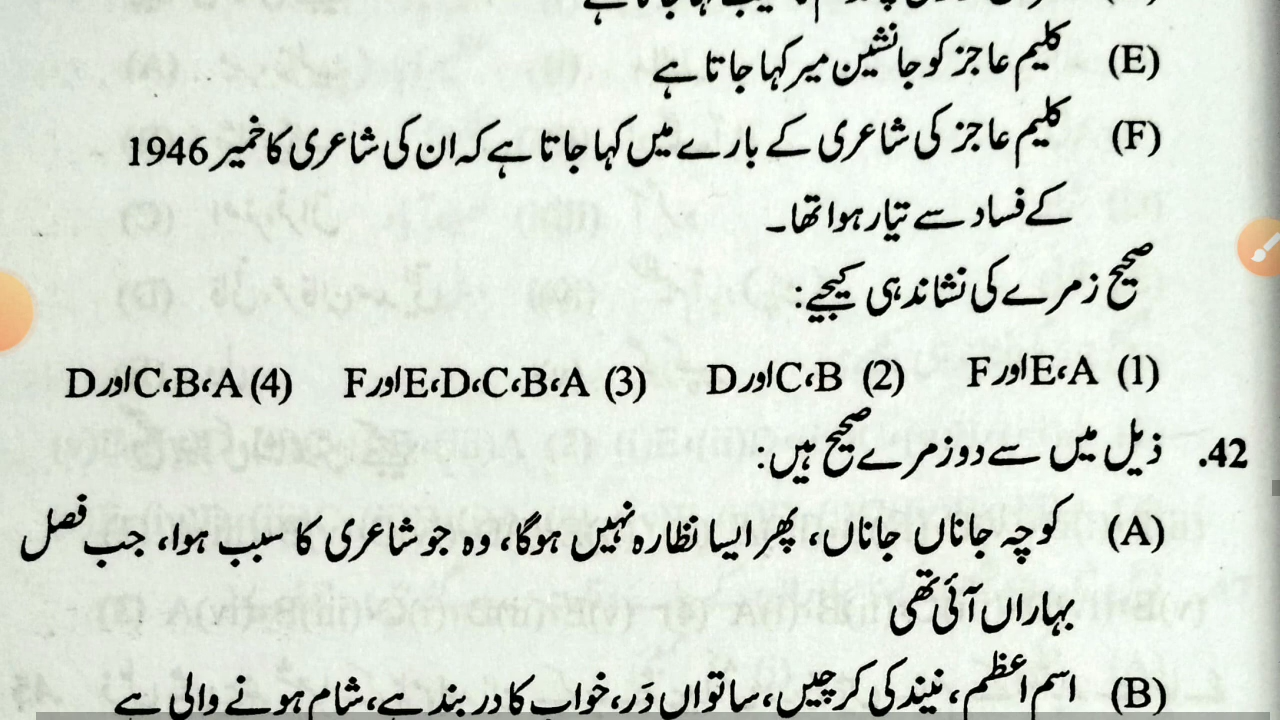 (E) کلیم عاجز کو جانشین میر کہا جاتا ہے
(F) کلیم عاجز کی شاعری کے بارے میں کہا جاتا ہے کہ ان کی شاعری کا خمیر 1946
کے فساد سے تیار ہوا تھا۔
صحیح زمرے کی نشاندہی کیجیے:
(1) E،A اور F (2) C،B اور D (3) E،D،C،B،A اور F (4) C،B،A اور D
42. ذیل میں سے دو زمرے صحیح ہیں:
(A) کوچہ جاناں جاناں، پھر ایسا نظارہ نہیں ہوگا، وہ جو شاعری کا سبب ہوا، جب فصل
بہاراں آئی تھی
(B) اسم اعظم، نیند کی کرچیں، ساتواں دَر، خواب کا در بند ہے، شام ہونے والی ہے